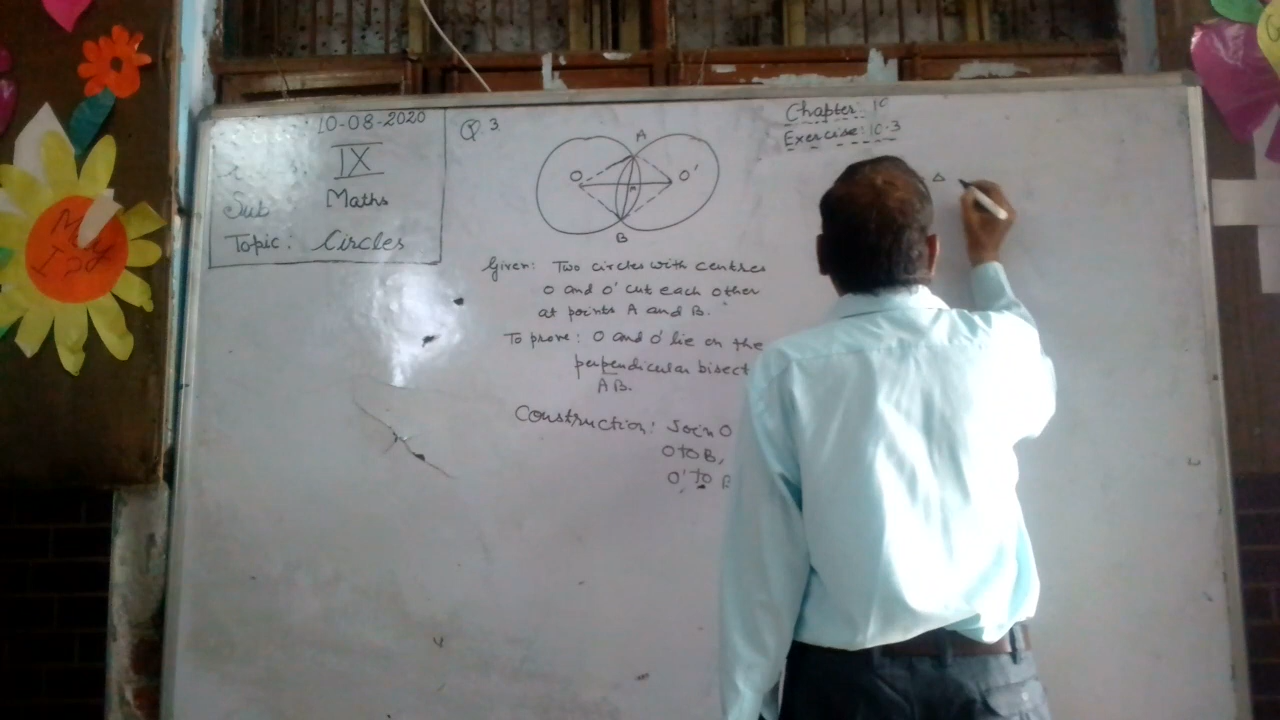 10-08-2020
IX
Sub Maths
Topic: Circles
Q 3.
A
O O'
B
Chapter: 10
Exercise: 10.3
Given: Two circles with centres
O and O' cut each other
at points A and B.
To prove: O and O' lie on the
perpendicular bisect
AB.
Construction: Join O
O to B,
O' to B
Δ